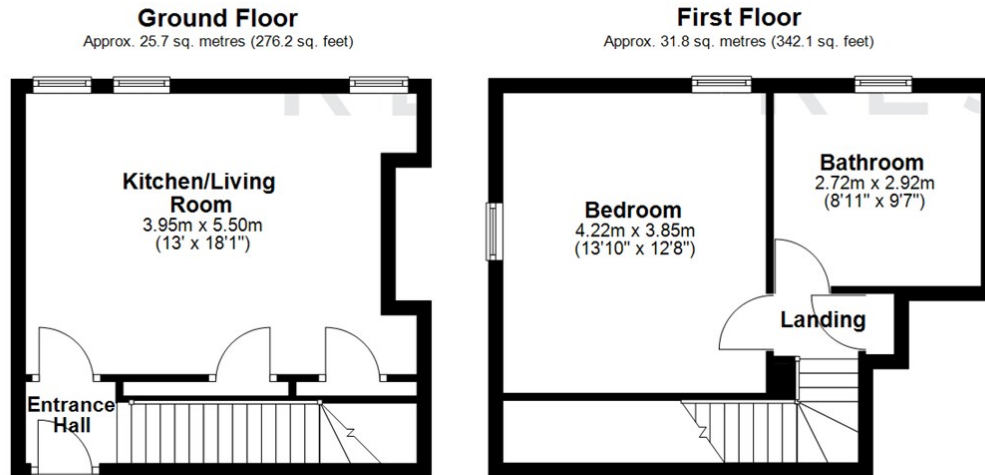 Ground Floor
Approx. 25.7 sq. metres (276.2 sq. feet)
Kitchen/Living
Room
3.95m x 5.50m
(13' x 18'1")
Entrance
Hall
First Floor
Approx. 31.8 sq. metres (342.1 sq. feet)
Bedroom
4.22m x 3.85m
(13'10" x 12'8")
Bathroom
2.72m x 2.92m
(8'11" x 9'7")
Landing